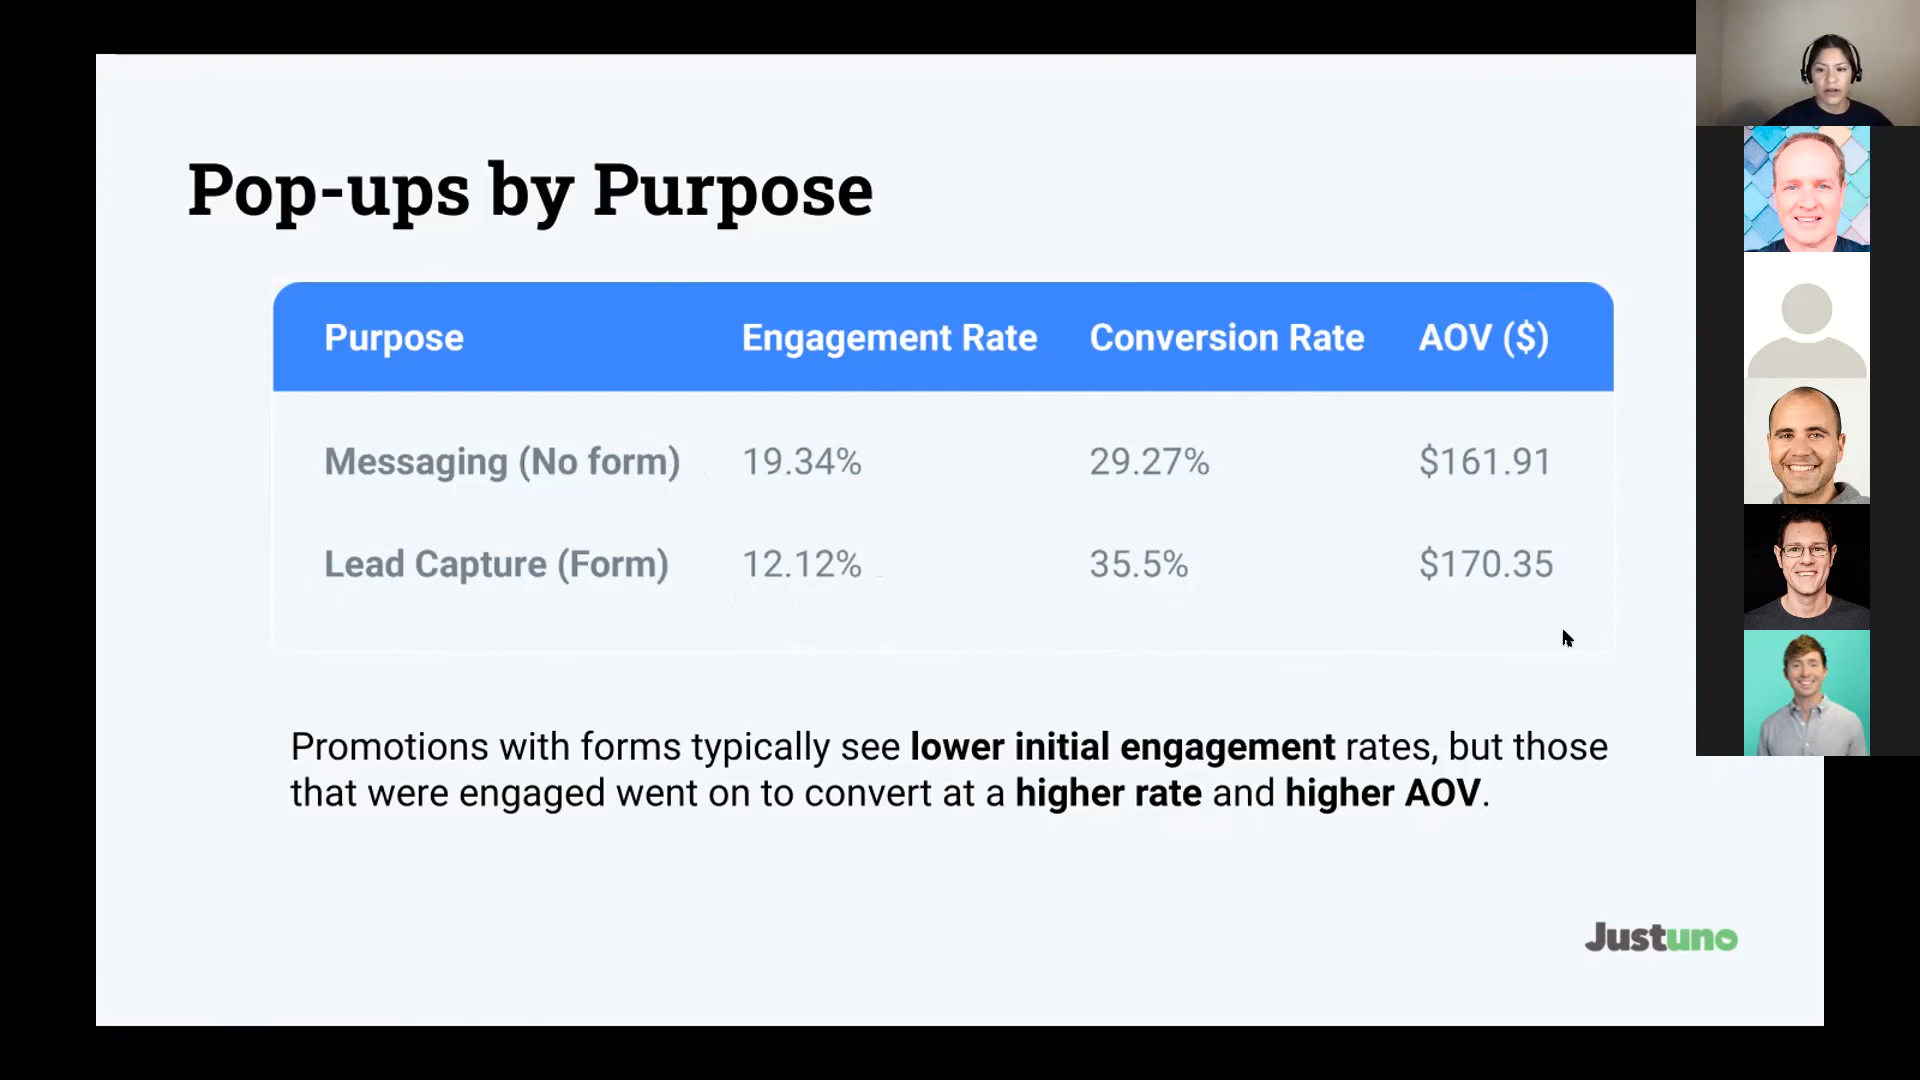 Pop-ups by Purpose
Purpose Engagement Rate Conversion Rate AOV ($)
Messaging (No form) 19.34% 29.27% $161.91
Lead Capture (Form) 12.12% 35.5% $170.35
Promotions with forms typically see lower initial engagement rates, but those
that were engaged went on to convert at a higher rate and higher AOV.
Justuno